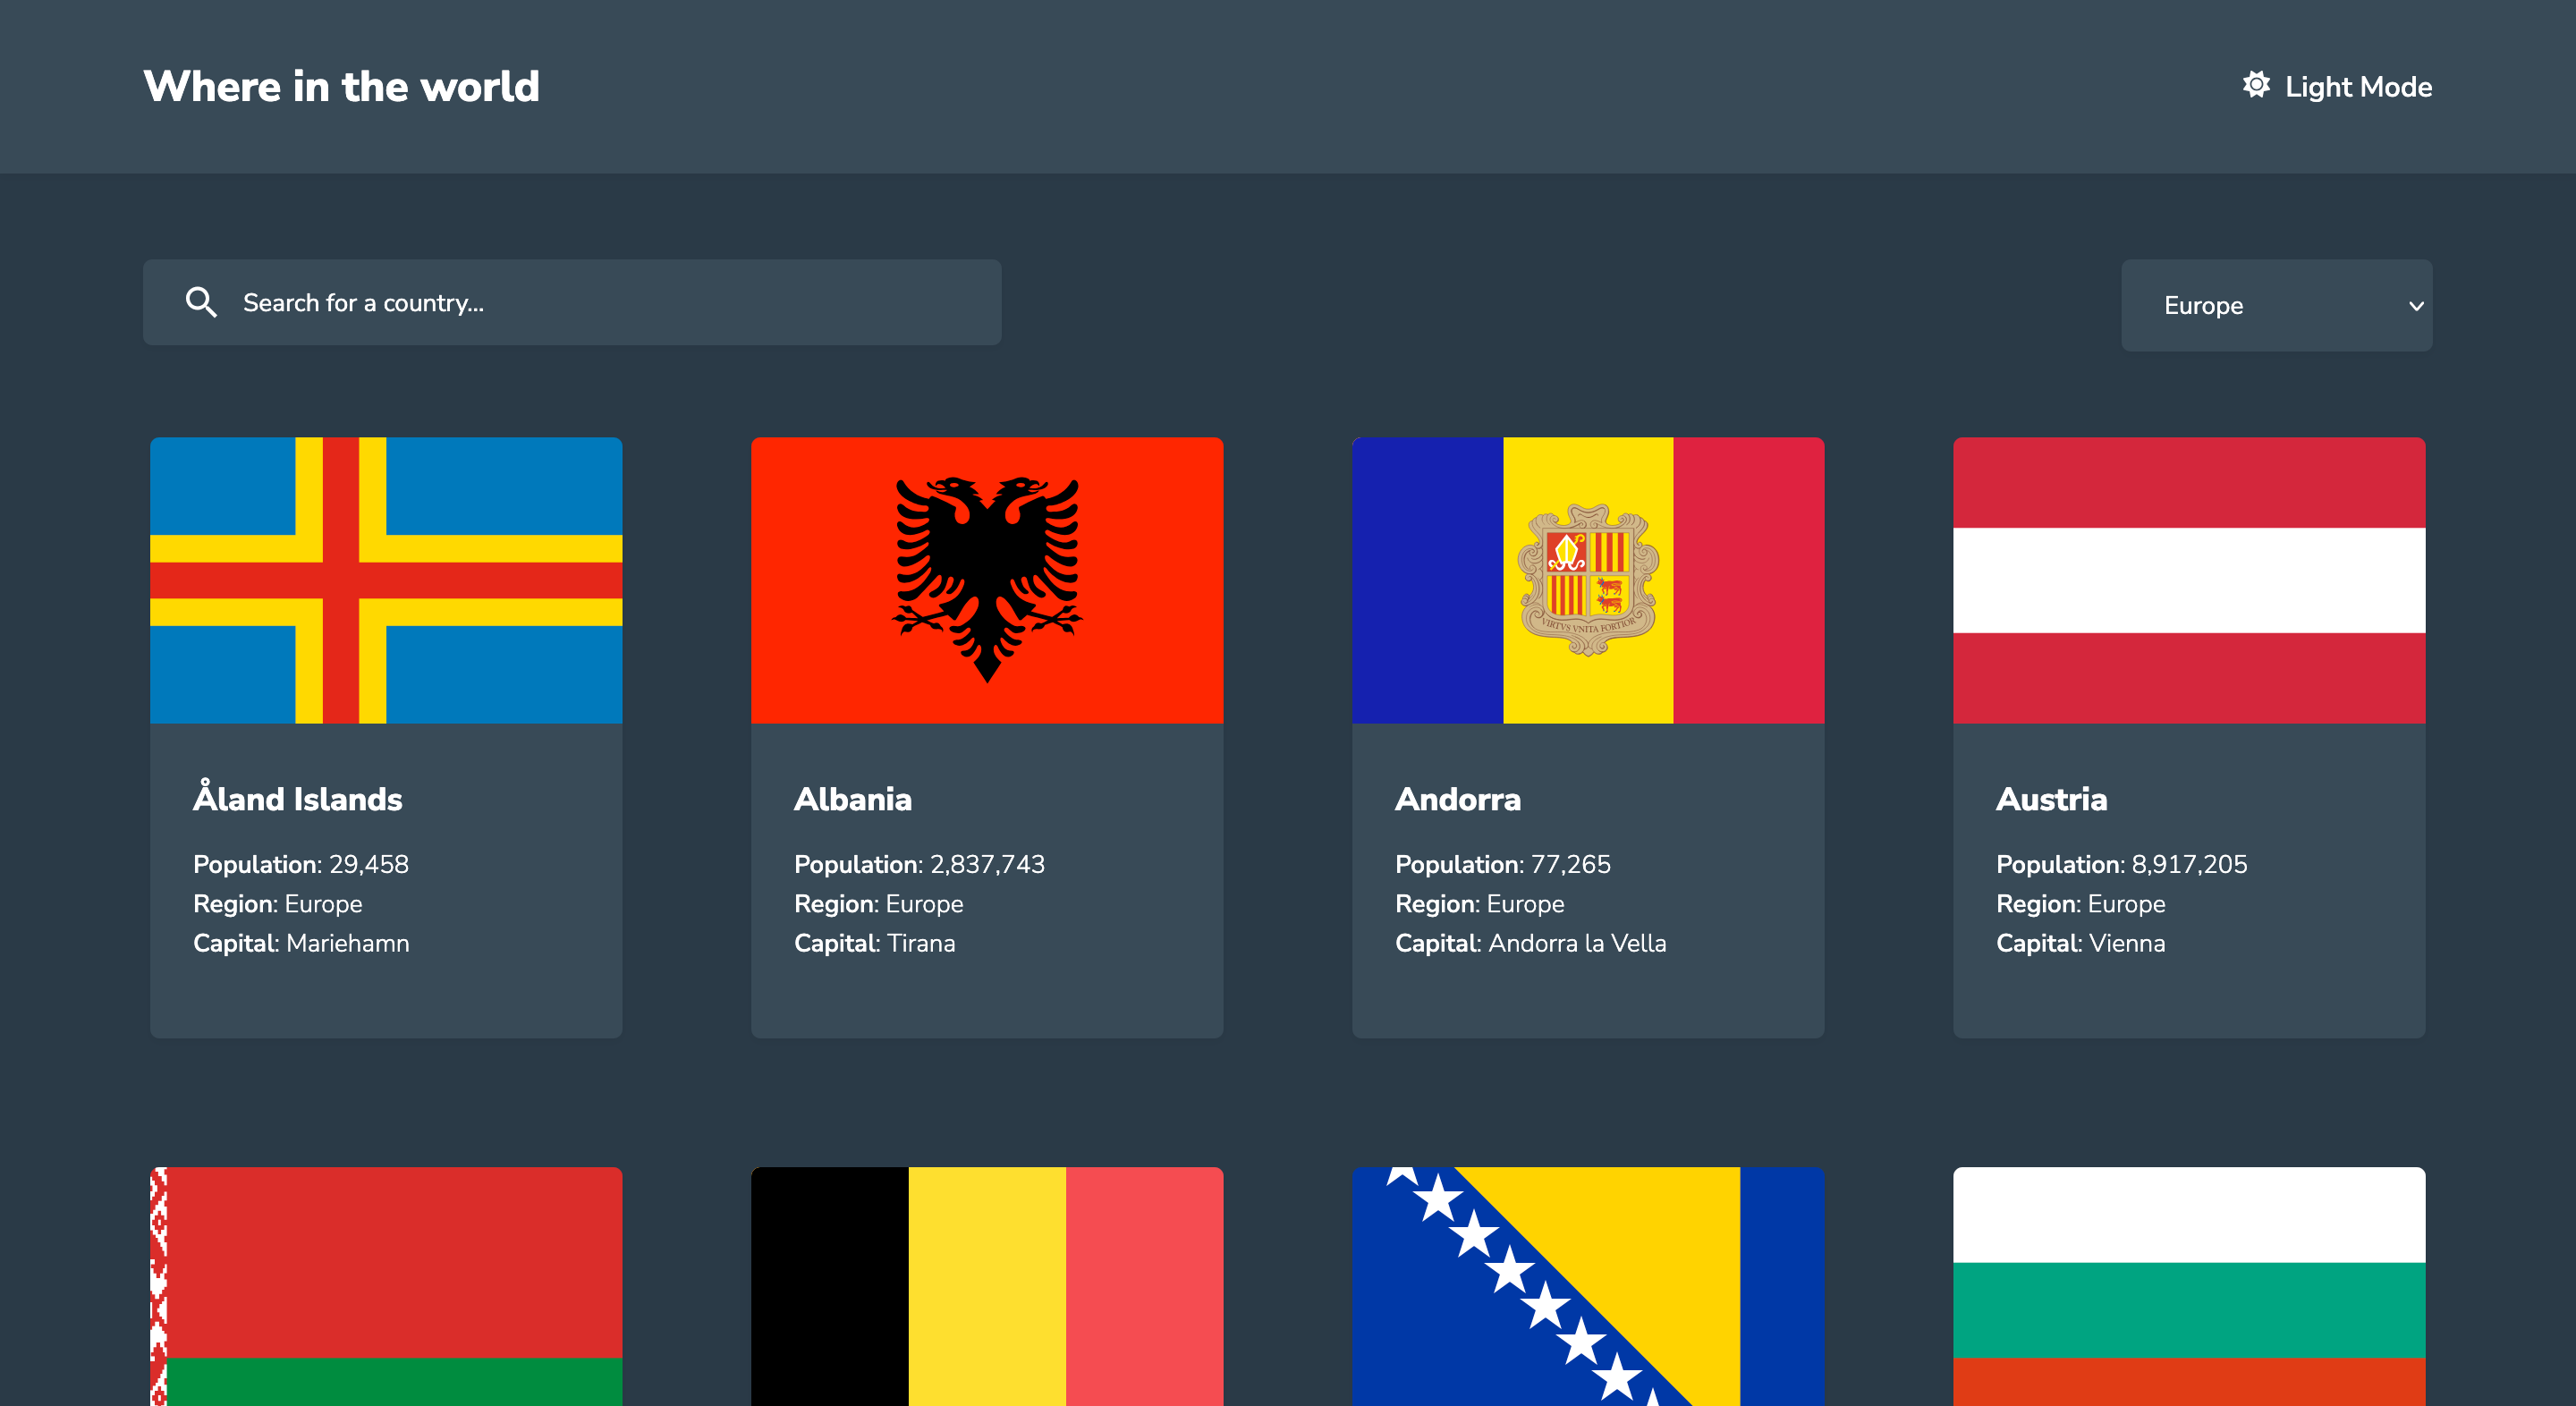 Where in the world
Light Mode
Search for a country...
Europe
VIRTVS VNITA FORTIOR
Åland Islands
Population: 29,458
Region: Europe
Capital: Mariehamn
Albania
Population: 2,837,743
Region: Europe
Capital: Tirana
Andorra
Population: 77,265
Region: Europe
Capital: Andorra la Vella
Austria
Population: 8,917,205
Region: Europe
Capital: Vienna